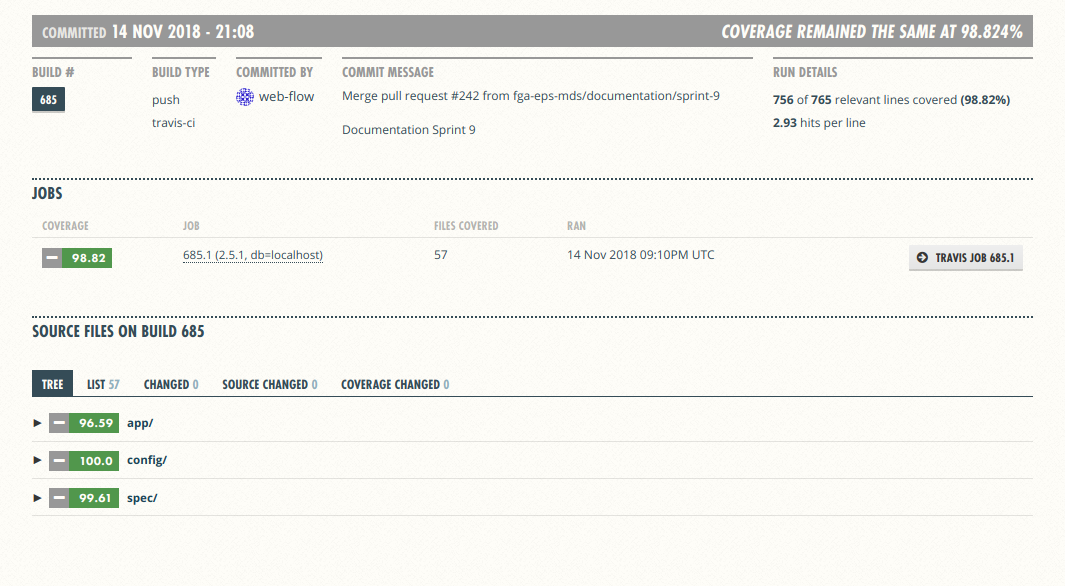 COMMITTED 14 NOV 2018 - 21:08 COVERAGE REMAINED THE SAME AT 98.824%
BUILD # BUILD TYPE COMMITTED BY COMMIT MESSAGE RUN DETAILS
685 push web-flow Merge pull request #242 from fga-eps-mds/documentation/sprint-9 756 of 765 relevant lines covered (98.82%)
travis-ci Documentation Sprint 9 2.93 hits per line
JOBS
COVERAGE JOB FILES COVERED RAN
98.82 685.1 (2.5.1, db=localhost) 57 14 Nov 2018 09:10PM UTC TRAVIS JOB 685.1
SOURCE FILES ON BUILD 685
TREE LIST 57 CHANGED 0 SOURCE CHANGED 0 COVERAGE CHANGED 0
96.59 app/
100.0 config/
99.61 spec/